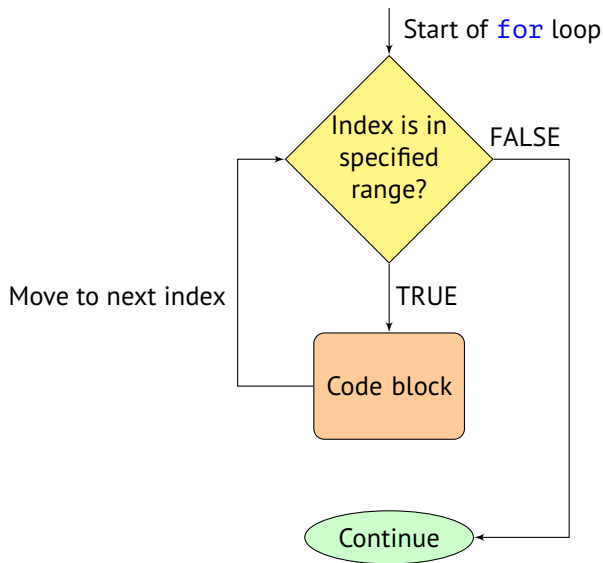 Start of for loop
Index is in
specified
range?
FALSE
TRUE
Move to next index
Code block
Continue